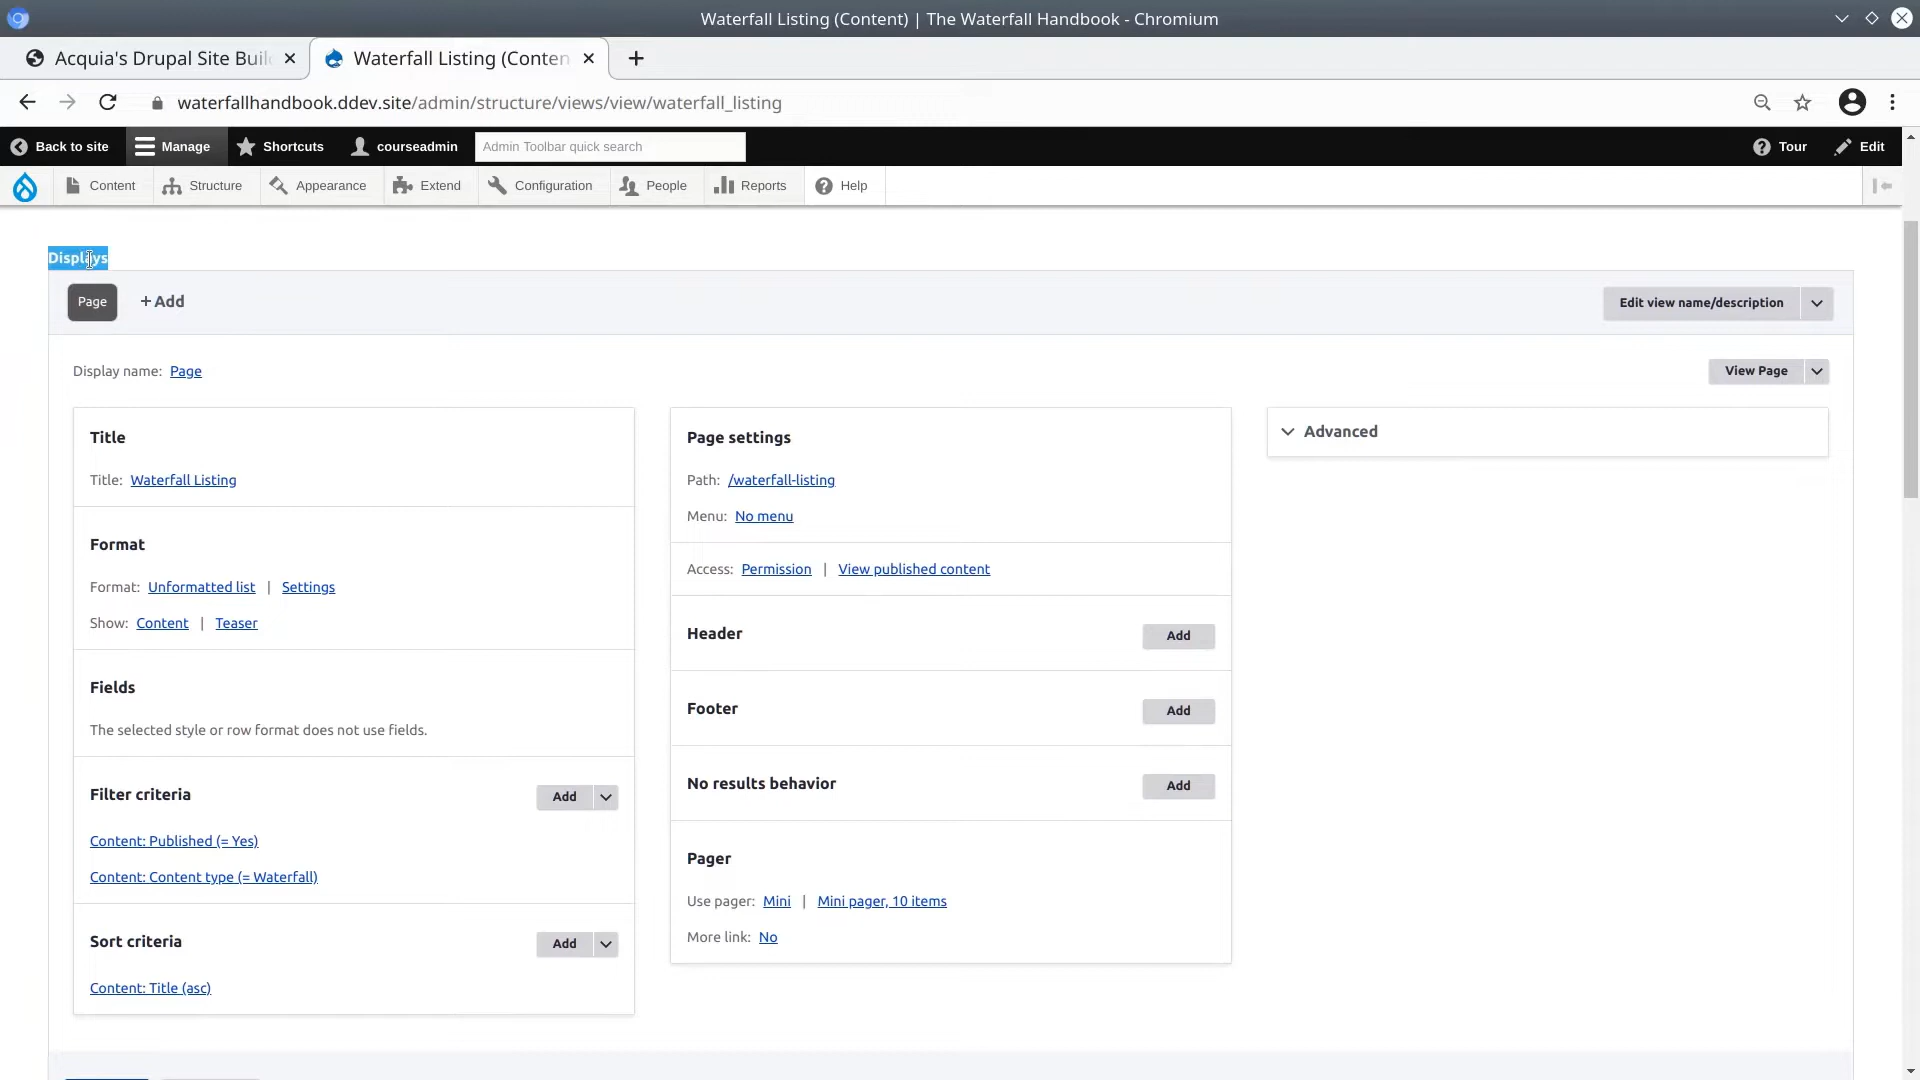 Waterfall Listing (Content) | The Waterfall Handbook - Chromium
Acquia's Drupal Site Buil
Waterfall Listing (Conten
waterfallhandbook.ddev.site/admin/structure/views/view/waterfall_listing
Back to site
Manage
Shortcuts
courseadmin
Admin Toolbar quick search
Tour
Edit
Content
Structure
Appearance
Extend
Configuration
People
Reports
Help
Displays
Page
+ Add
Edit view name/description
Display name: Page
View Page
Title
Title: Waterfall Listing
Format
Format: Unformatted list | Settings
Show: Content | Teaser
Fields
The selected style or row format does not use fields.
Filter criteria
Add
Content: Published (= Yes)
Content: Content type (= Waterfall)
Sort criteria
Add
Content: Title (asc)
Page settings
Path: /waterfall-listing
Menu: No menu
Access: Permission | View published content
Header
Add
Footer
Add
No results behavior
Add
Pager
Use pager: Mini | Mini pager, 10 items
More link: No
Advanced